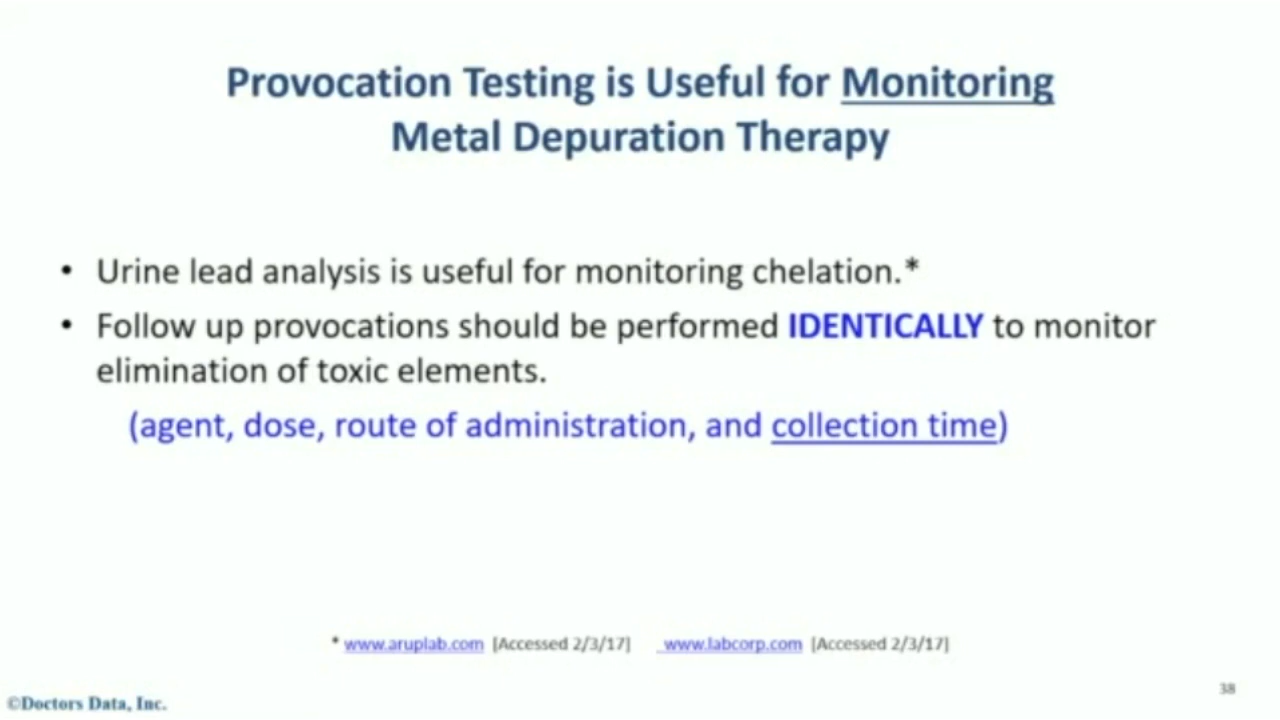 Provocation Testing is Useful for Monitoring
Metal Depuration Therapy
• Urine lead analysis is useful for monitoring chelation.*
• Follow up provocations should be performed IDENTICALLY to monitor
elimination of toxic elements.
(agent, dose, route of administration, and collection time)
* www.aruplab.com [Accessed 2/3/17] www.labcorp.com [Accessed 2/3/17]
38
©Doctors Data, Inc.